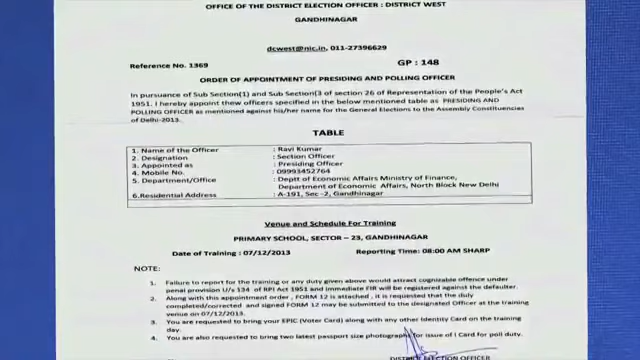 OFFICE OF THE DISTRICT ELECTION OFFICER : DISTRICT WEST
GANDHINAGAR
dcwest@nic.in, 011-27396629
Reference No. 1369 GP : 148
ORDER OF APPOINTMENT OF PRESIDING AND POLLING OFFICER
In pursuance of Sub Section(1) and Sub Section(3 of section 26 of Representation of the People's Act
1951. I hereby appoint thew officers specified in the below mentioned table as PRESIDING AND
POLLING OFFICER as mentioned against his/her name for the General Elections to the Assembly Constituencies
of Delhi-2013.
TABLE
1. Name of the Officer : Ravi Kumar
2. Designation : Section Officer
3. Appointed as : Presiding Officer
4. Mobile No. : 09993452764
5. Department/Office : Deptt of Economic Affairs Ministry of Finance,
Department of Economic Affairs, North Block New Delhi
6.Residential Address : A-191, Sec -2, Gandhinagar
Venue and Schedule For Training
PRIMARY SCHOOL, SECTOR – 23, GANDHINAGAR
Date of Training : 07/12/2013 Reporting Time: 08:00 AM SHARP
NOTE:
1. Failure to report for the training or any duty given above would attract cognizable offence under
penal provision U/s 134 of RPI Act 1951 and immediate FIR will be registered against the defaulter.
2. Along with this appointment order , FORM 12 is attached , it is requested that the duly
completed/corrected and signed FORM 12 may be submitted to the designated Officer at the training
venue on 07/12/2013.
3. You are requested to bring your EPIC (Voter Card) along with any other Identity Card on the training
day.
4. You are also requested to bring two latest passport size photograph for issue of i Card for poll duty.
DISTRICT ELECTION OFFICER